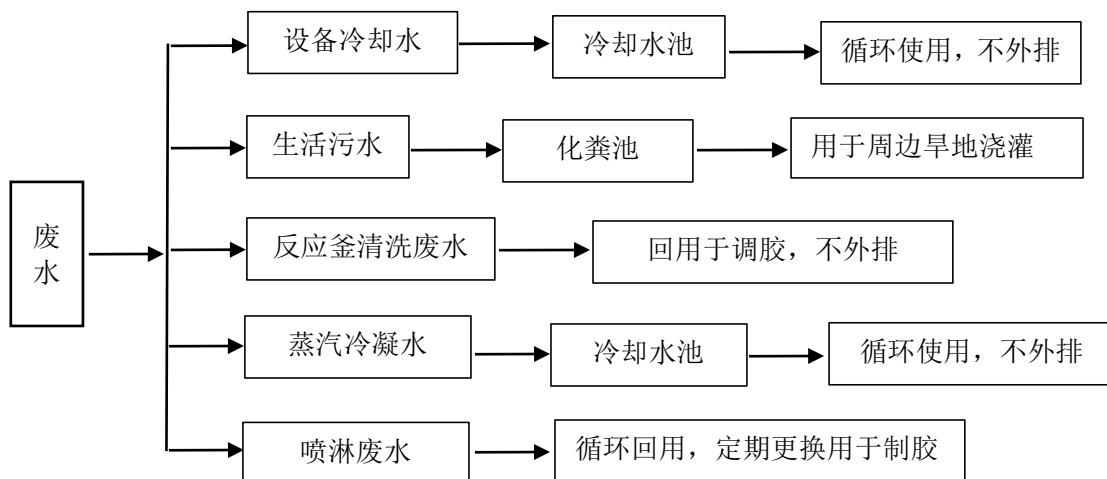 设备冷却水
冷却水池
循环使用，不外排
生活污水
化粪池
用于周边旱地浇灌
废
水
反应釜清洗废水
回用于调胶，不外排
蒸汽冷凝水
冷却水池
循环使用，不外排
喷淋废水
循环回用，定期更换用于制胶